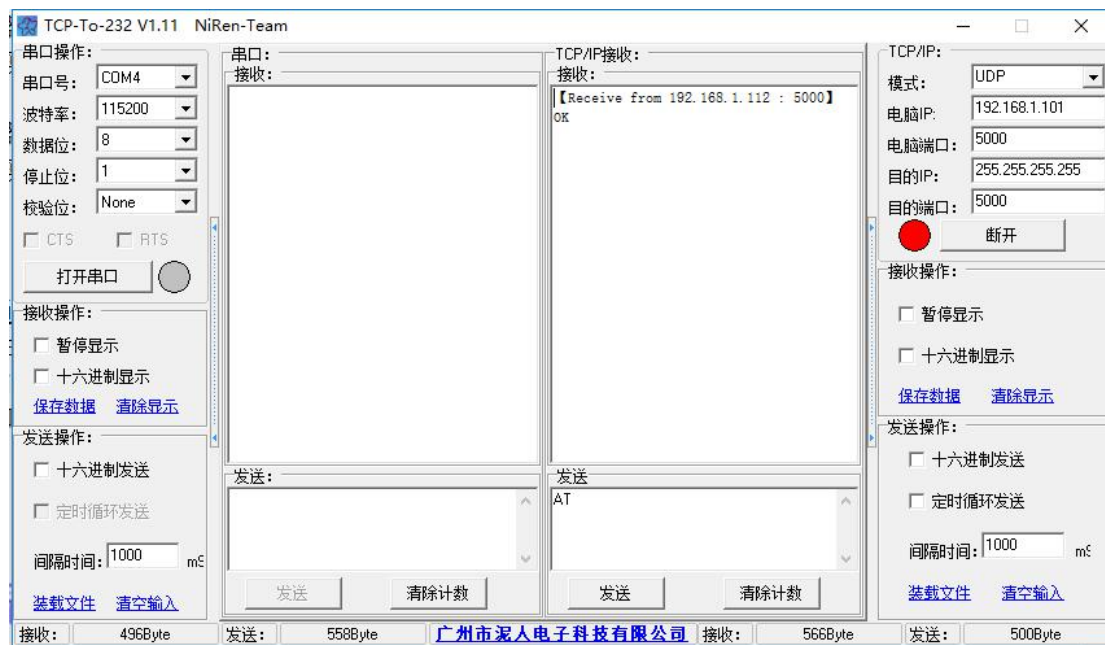 TCP-To-232 V1.11 NiRen-Team
串口操作:
串口号: COM4
波特率: 115200
数据位: 8
停止位: 1
校验位: None
CTS RTS
打开串口
接收操作:
暂停显示
十六进制显示
保存数据 清除显示
发送操作:
十六进制发送
定时循环发送
间隔时间: 1000 mS
装载文件 清空输入
串口:
接收:
发送:
发送 清除计数
TCP/IP接收:
接收:
【Receive from 192.168.1.112 : 5000】
OK
发送
AT
发送 清除计数
TCP/IP:
模式: UDP
电脑IP: 192.168.1.101
电脑端口: 5000
目的IP: 255.255.255.255
目的端口: 5000
断开
接收操作:
暂停显示
十六进制显示
保存数据 清除显示
发送操作:
十六进制发送
定时循环发送
间隔时间: 1000 mS
装载文件 清空输入
接收: 496Byte 发送: 558Byte 广州市泥人电子科技有限公司 接收: 566Byte 发送: 500Byte